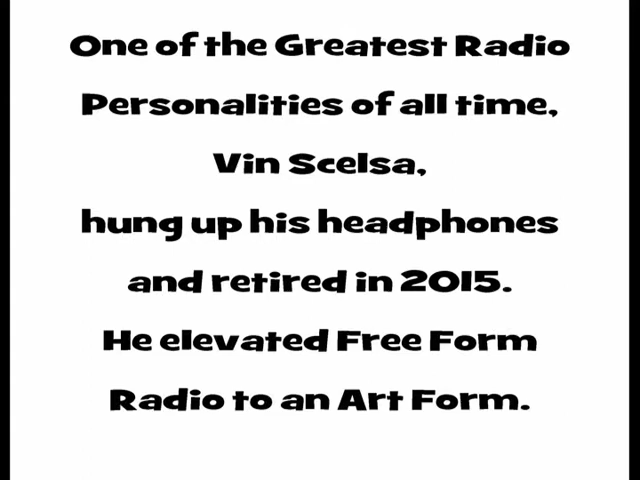 One of the Greatest Radio
Personalities of all time,
Vin Scelsa,
hung up his headphones
and retired in 2015.
He elevated Free Form
Radio to an Art Form.